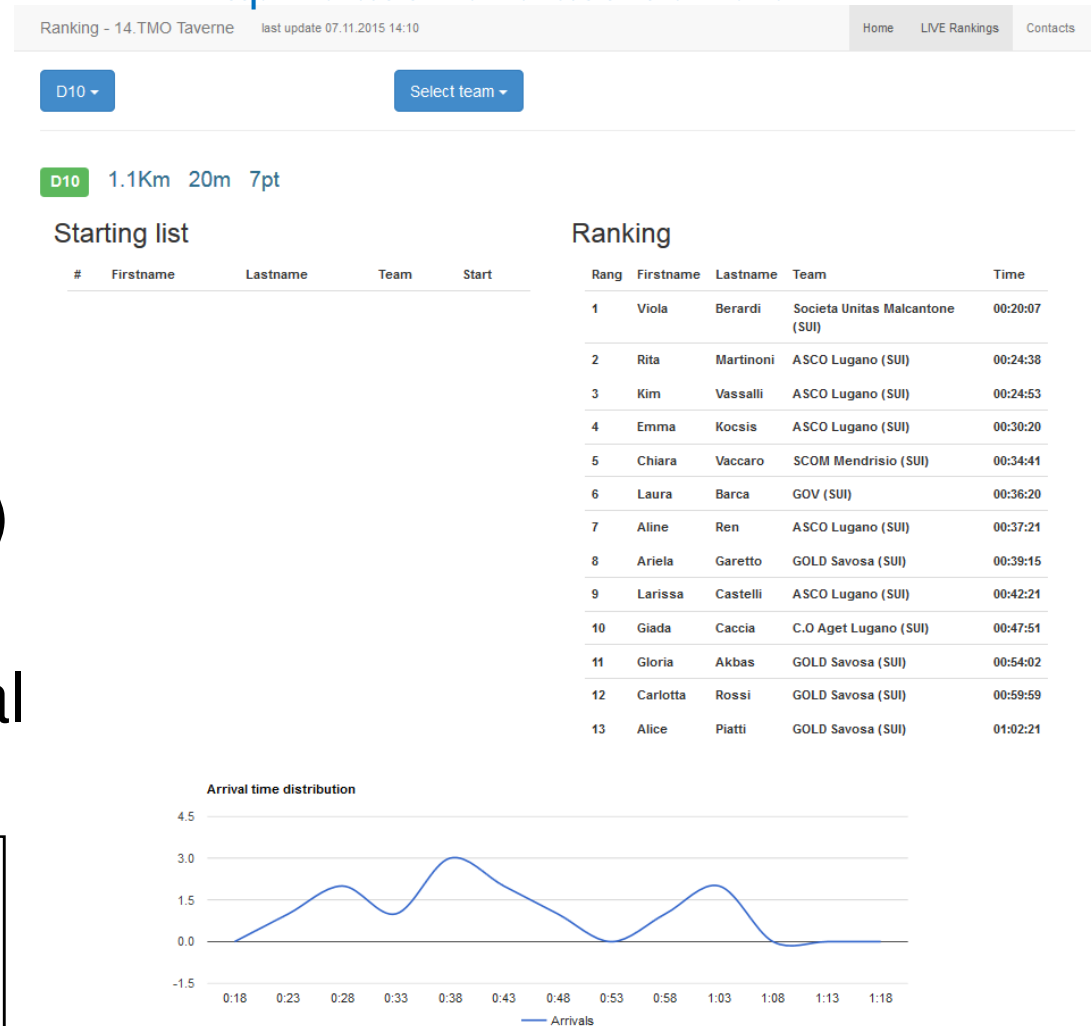 Ranking - 14.TMO Taverne last update 07.11.2015 14:10 Home LIVE Rankings Contacts
D10 Select team
D10 1.1Km 20m 7pt
Starting list
# Firstname Lastname Team Start
Ranking
Rang Firstname Lastname Team Time
1 Viola Berardi Societa Unitas Malcantone 00:20:07
(SUI)
2 Rita Martinoni ASCO Lugano (SUI) 00:24:38
3 Kim Vassalli ASCO Lugano (SUI) 00:24:53
4 Emma Kocsis ASCO Lugano (SUI) 00:30:20
5 Chiara Vaccaro SCOM Mendrisio (SUI) 00:34:41
6 Laura Barca GOV (SUI) 00:36:20
7 Aline Ren ASCO Lugano (SUI) 00:37:21
8 Ariela Garetto GOLD Savosa (SUI) 00:39:15
9 Larissa Castelli ASCO Lugano (SUI) 00:42:21
10 Giada Caccia C.O Aget Lugano (SUI) 00:47:51
11 Gloria Akbas GOLD Savosa (SUI) 00:54:02
12 Carlotta Rossi GOLD Savosa (SUI) 00:59:59
13 Alice Piatti GOLD Savosa (SUI) 01:02:21
)
al
Arrival time distribution
4.5
3.0
1.5
0.0
-1.5
0:18 0:23 0:28 0:33 0:38 0:43 0:48 0:53 0:58 1:03 1:08 1:13 1:18
Arrivals